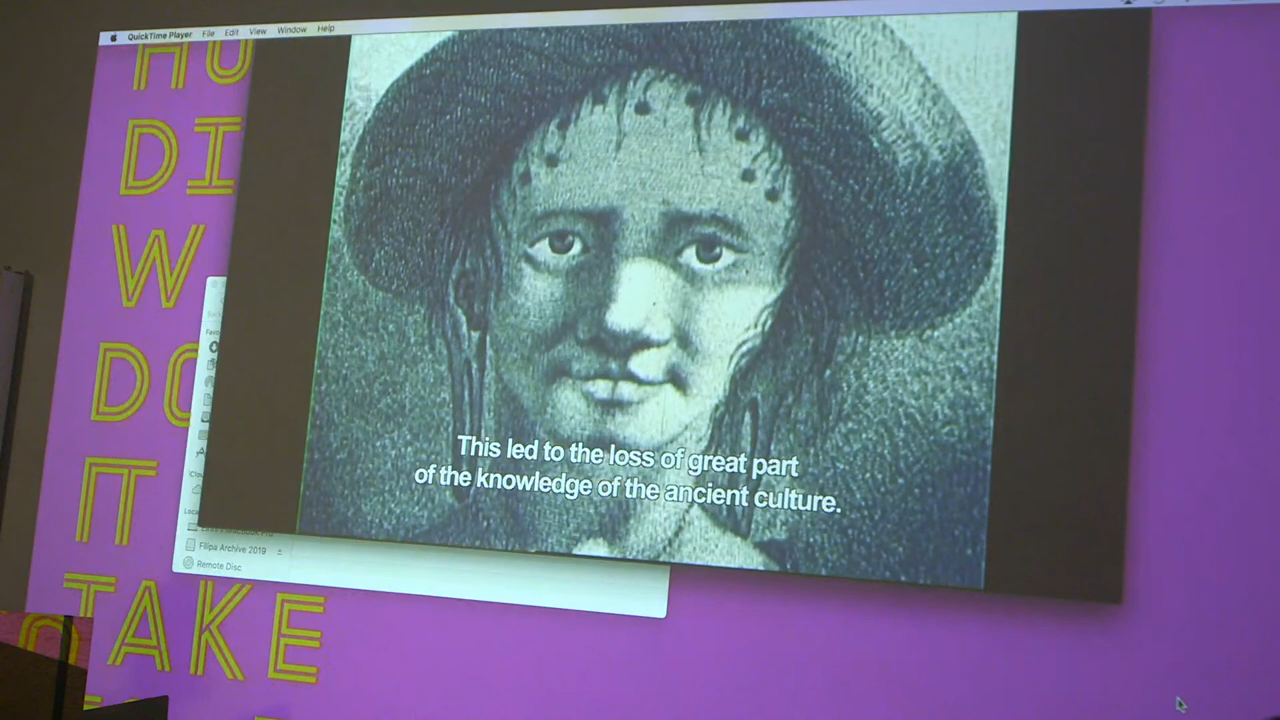 QuickTime Player File Edit View Window Help
HO
DI
W
DO
IT
TAKE
This led to the loss of great part
of the knowledge of the ancient culture.
Filipa Archive 2019
Remote Disc